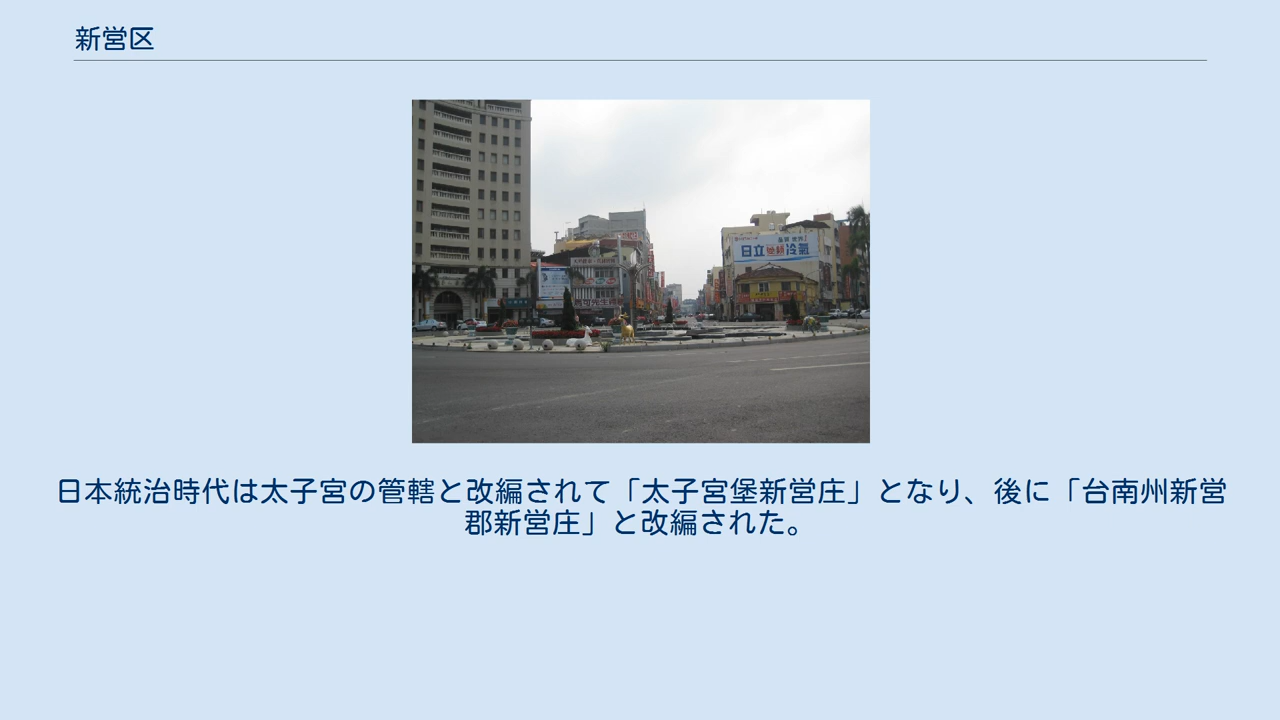 新営区
日立 冷氣
日本統治時代は太子宮の管轄と改編されて「太子宮堡新営庄」となり、後に「台南州新営
郡新営庄」と改編された。